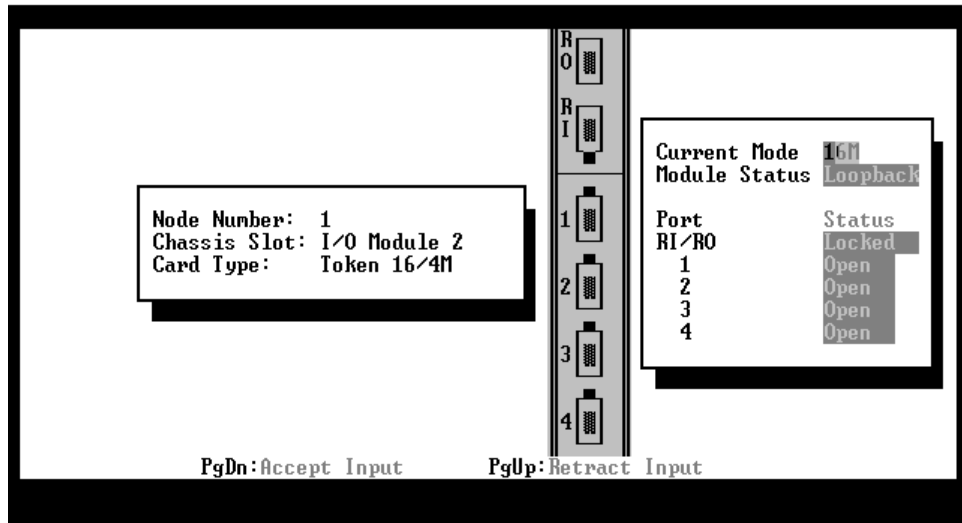 Node Number: 1
Chassis Slot: I/O Module 2
Card Type: Token 16/4M
R
O
R
I
1
2
3
4
Current Mode 16M
Module Status Loopback
Port Status
RI/RO Locked
1 Open
2 Open
3 Open
4 Open
PgDn:Accept Input PgUp:Retract Input